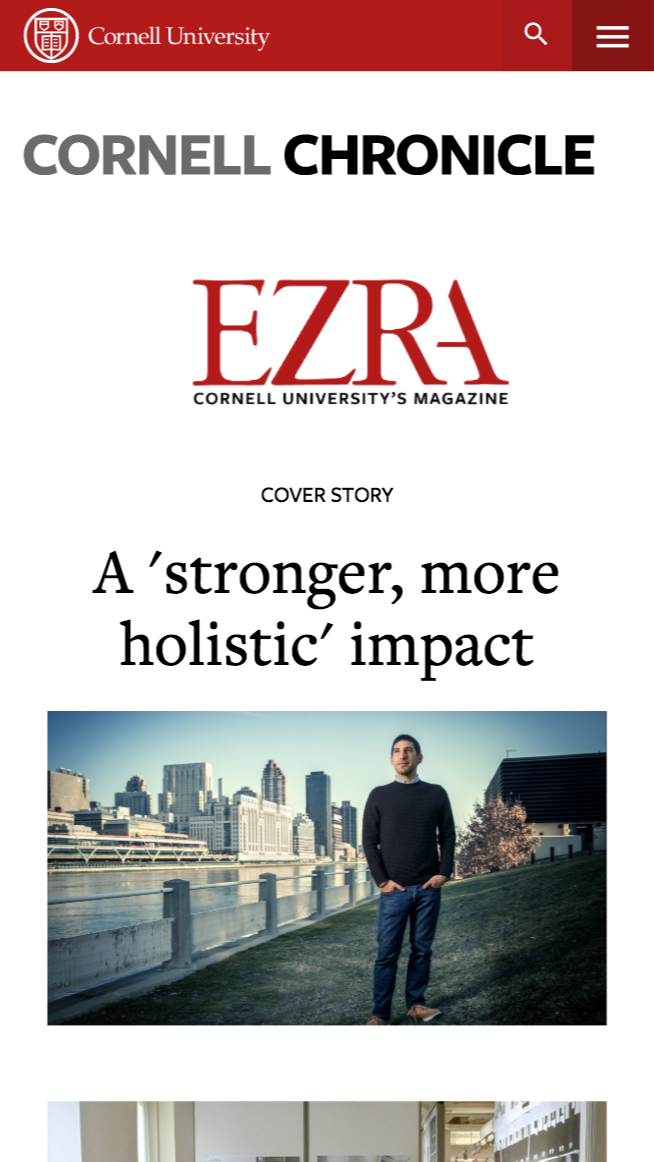 Cornell University
CORNELL CHRONICLE
EZRA
CORNELL UNIVERSITY'S MAGAZINE
COVER STORY
A ′stronger, more
holistic′ impact